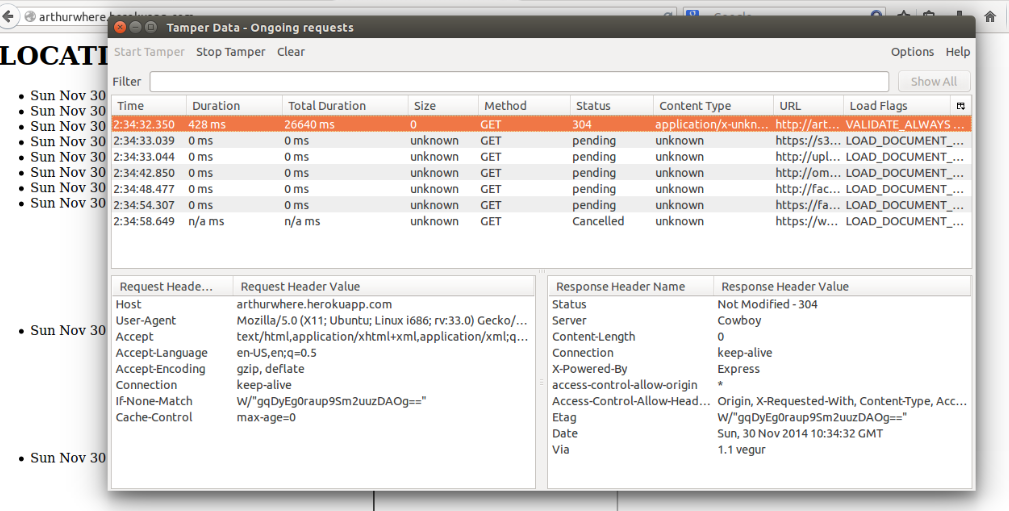 arthurwhere.herokuapp.com
Google
Tamper Data - Ongoing requests
Start Tamper Stop Tamper Clear Options Help
Filter Show All
LOCATI
Sun Nov 30
Sun Nov 30
Sun Nov 30
Sun Nov 30
Sun Nov 30
Sun Nov 30
Sun Nov 30
Sun Nov 30
Sun Nov 30
Sun Nov 30
Time Duration Total Duration Size Method Status Content Type URL Load Flags
2:34:32.350 428 ms 26640 ms 0 GET 304 application/x-unkn... http://art... VALIDATE_ALWAYS ...
2:34:33.039 0 ms 0 ms unknown GET pending unknown https://s3... LOAD_DOCUMENT_...
2:34:33.044 0 ms 0 ms unknown GET pending unknown http://upl... LOAD_DOCUMENT_...
2:34:42.850 0 ms 0 ms unknown GET pending unknown http://om... LOAD_DOCUMENT_...
2:34:48.477 0 ms 0 ms unknown GET pending unknown http://fac... LOAD_DOCUMENT_...
2:34:54.307 0 ms 0 ms unknown GET pending unknown https://fa... LOAD_DOCUMENT_...
2:34:58.649 n/a ms n/a ms unknown GET Cancelled unknown https://w... LOAD_DOCUMENT_...
Request Heade... Request Header Value
Host arthurwhere.herokuapp.com
User-Agent Mozilla/5.0 (X11; Ubuntu; Linux i686; rv:33.0) Gecko/...
Accept text/html,application/xhtml+xml,application/xml;q...
Accept-Language en-US,en;q=0.5
Accept-Encoding gzip, deflate
Connection keep-alive
If-None-Match W/"gqDyEg0raup9Sm2uuzDAOg=="
Cache-Control max-age=0
Response Header Name Response Header Value
Status Not Modified - 304
Server Cowboy
Content-Length 0
Connection keep-alive
X-Powered-By Express
access-control-allow-origin *
Access-Control-Allow-Head... Origin, X-Requested-With, Content-Type, Acc...
Etag W/"gqDyEg0raup9Sm2uuzDAOg=="
Date Sun, 30 Nov 2014 10:34:32 GMT
Via 1.1 vegur